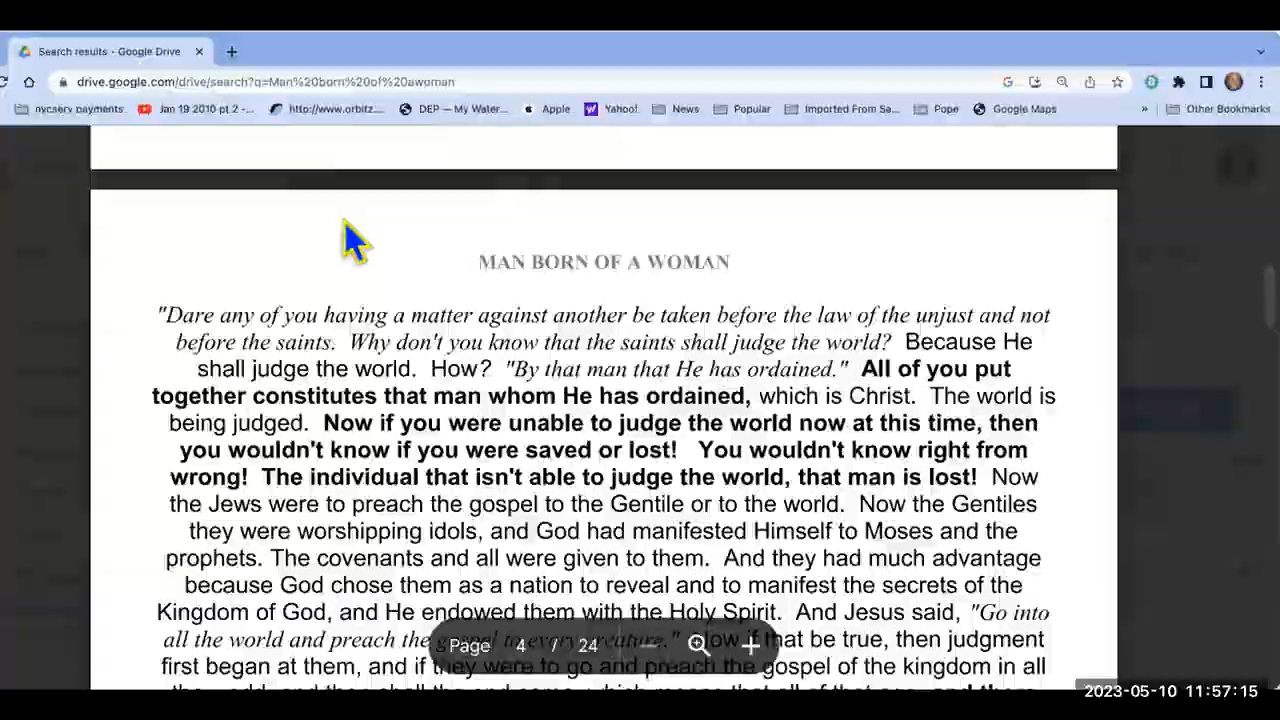 Search results - Google Drive
drive.google.com/drive/search?q=Man%20born%20of%20awoman
nycserv payments Jan 19 2010 pt 2 -... http://www.orbitz.... DEP — My Water... Apple Yahoo! News Popular Imported From Sa... Pope Google Maps » Other Bookmarks
MAN BORN OF A WOMAN
"Dare any of you having a matter against another be taken before the law of the unjust and not
before the saints. Why don't you know that the saints shall judge the world? Because He
shall judge the world. How? "By that man that He has ordained." All of you put
together constitutes that man whom He has ordained, which is Christ. The world is
being judged. Now if you were unable to judge the world now at this time, then
you wouldn't know if you were saved or lost! You wouldn't know right from
wrong! The individual that isn't able to judge the world, that man is lost! Now
the Jews were to preach the gospel to the Gentile or to the world. Now the Gentiles
they were worshipping idols, and God had manifested Himself to Moses and the
prophets. The covenants and all were given to them. And they had much advantage
because God chose them as a nation to reveal and to manifest the secrets of the
Kingdom of God, and He endowed them with the Holy Spirit. And Jesus said, "Go into
all the world and preach the gospel to every creature." Now if that be true, then judgment
Page 4 / 24
first began at them, and if they were to go and preach the gospel of the kingdom in all
2023-05-10 11:57:15